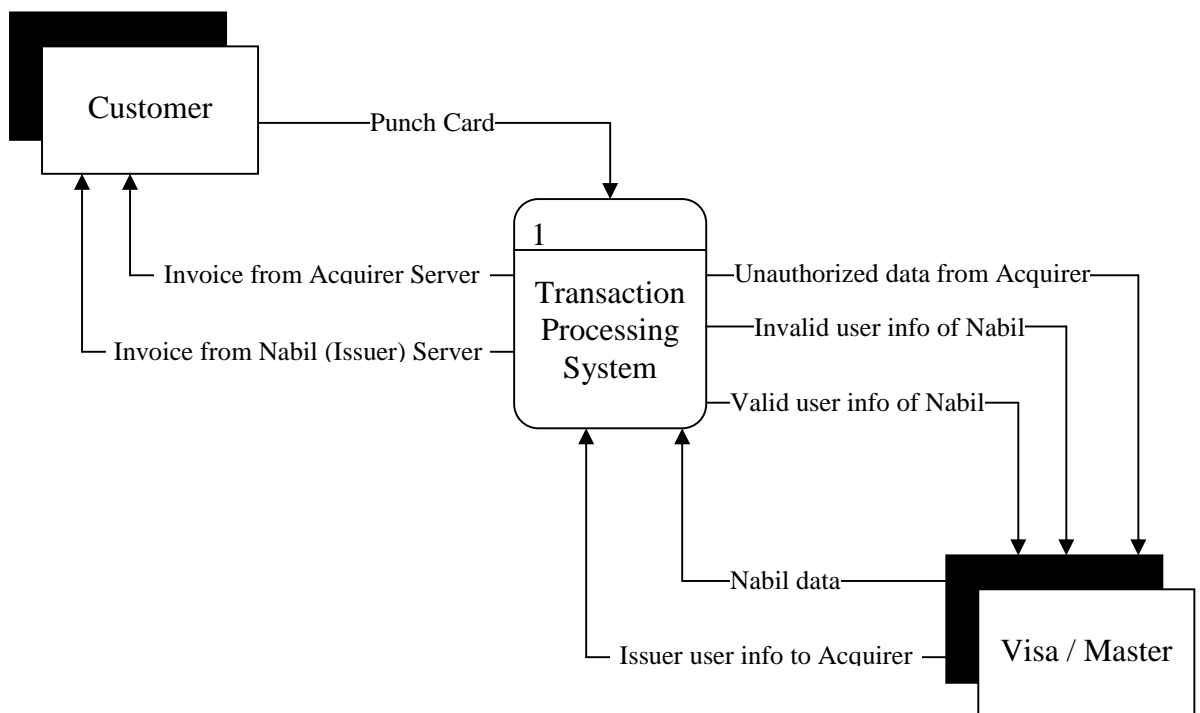 Customer
Punch Card
1
Transaction
Processing
System
Invoice from Acquirer Server
Invoice from Nabil (Issuer) Server
Unauthorized data from Acquirer
Invalid user info of Nabil
Valid user info of Nabil
Nabil data
Issuer user info to Acquirer
Visa / Master